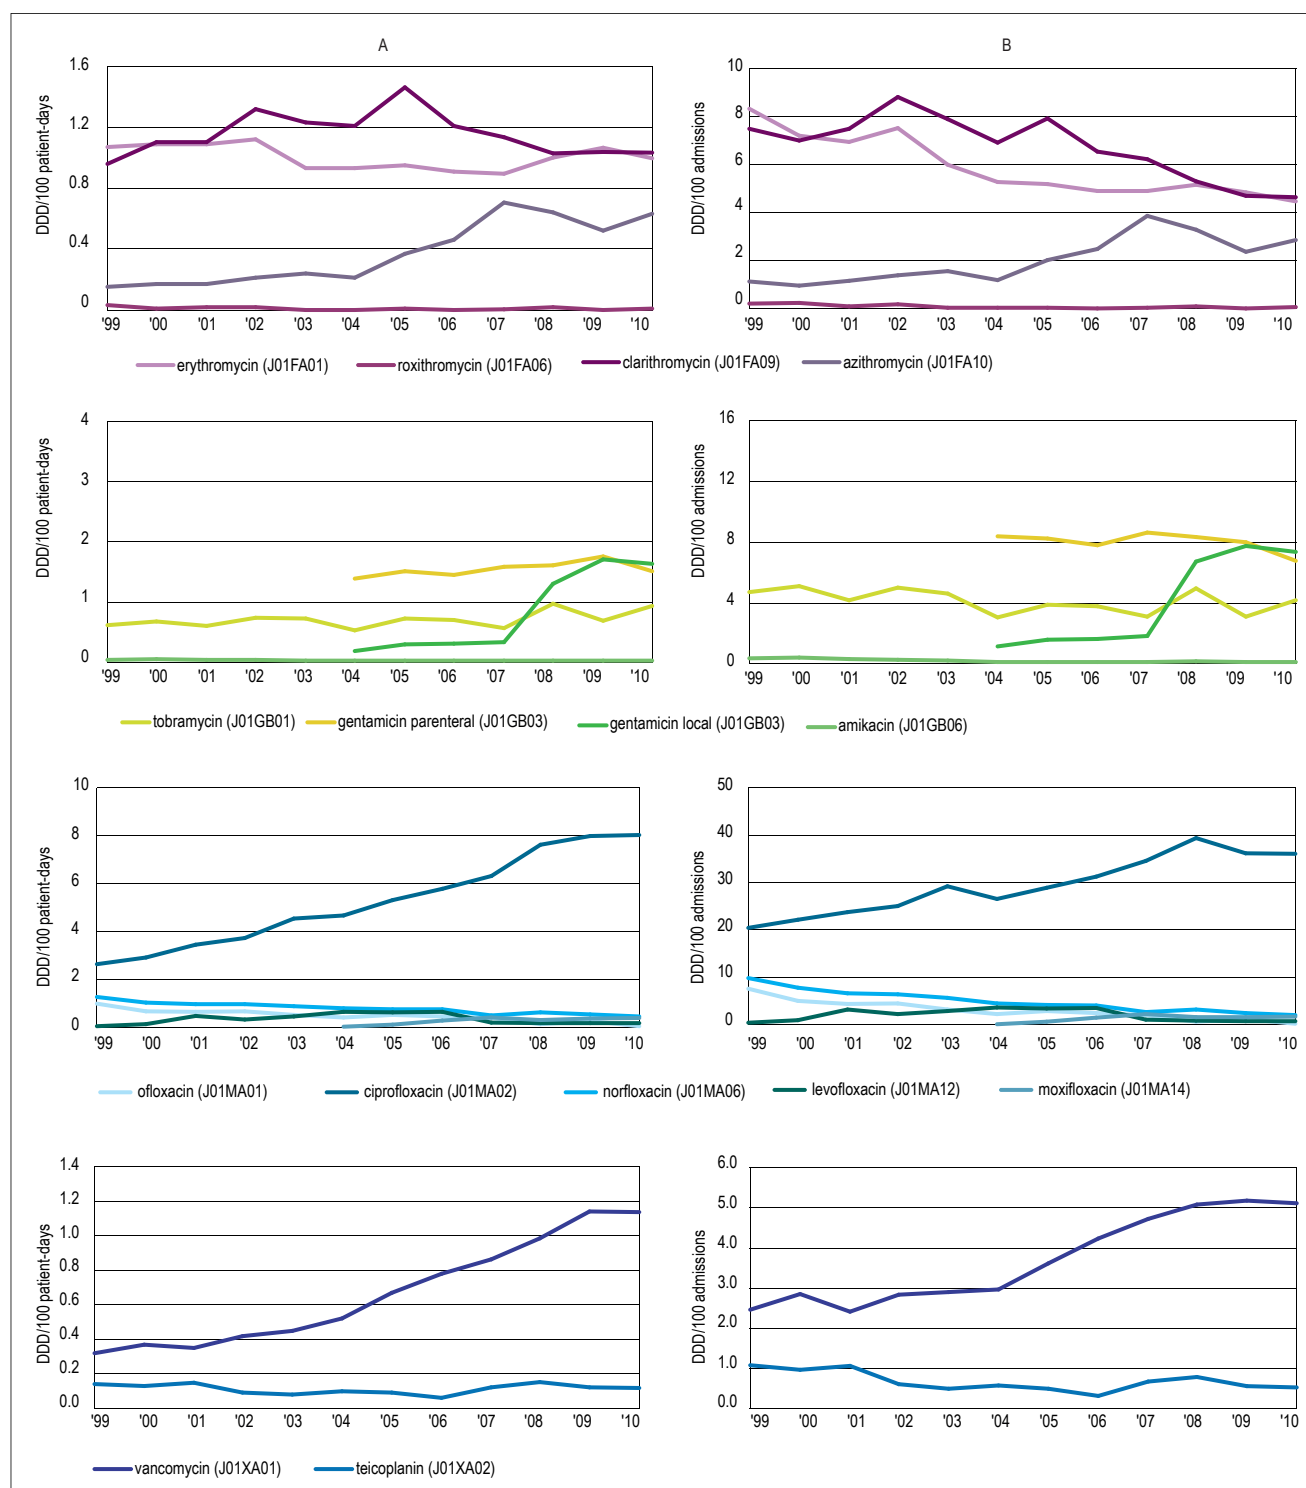 A
B
DDD/100 patient-days
1.6
1.2
0.8
0.4
0
'99 '00 '01 '02 '03 '04 '05 '06 '07 '08 '09 '10
DDD/100 admissions
10
8
6
4
2
0
'99 '00 '01 '02 '03 '04 '05 '06 '07 '08 '09 '10
erythromycin (J01FA01) roxithromycin (J01FA06) clarithromycin (J01FA09) azithromycin (J01FA10)
DDD/100 patient-days
4
3
2
1
0
'99 '00 '01 '02 '03 '04 '05 '06 '07 '08 '09 '10
DDD/100 admissions
16
12
8
4
0
'99 '00 '01 '02 '03 '04 '05 '06 '07 '08 '09 '10
tobramycin (J01GB01) gentamicin parenteral (J01GB03) gentamicin local (J01GB03) amikacin (J01GB06)
DDD/100 patient-days
10
8
6
4
2
0
'99 '00 '01 '02 '03 '04 '05 '06 '07 '08 '09 '10
DDD/100 admissions
50
40
30
20
10
0
'99 '00 '01 '02 '03 '04 '05 '06 '07 '08 '09 '10
ofloxacin (J01MA01) ciprofloxacin (J01MA02) norfloxacin (J01MA06) levofloxacin (J01MA12) moxifloxacin (J01MA14)
DDD/100 patient-days
1.4
1.2
1.0
0.8
0.6
0.4
0.2
0.0
'99 '00 '01 '02 '03 '04 '05 '06 '07 '08 '09 '10
DDD/100 admissions
6.0
5.0
4.0
3.0
2.0
1.0
0.0
'99 '00 '01 '02 '03 '04 '05 '06 '07 '08 '09 '10
vancomycin (J01XA01) teicoplanin (J01XA02)